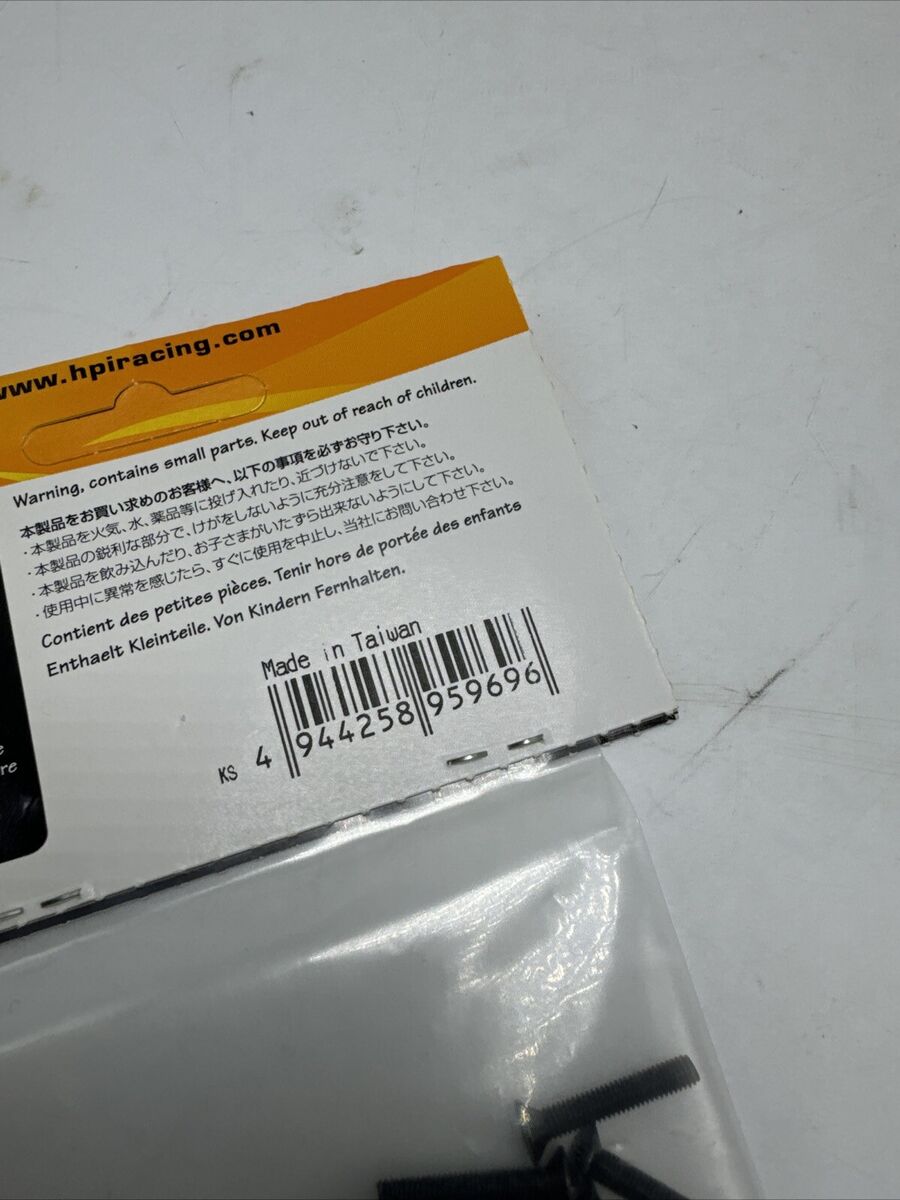 www.hpiracing.com
Warning, contains small parts. Keep out of reach of children.
本製品をお買い求めのお客様へ、以下の事項を必ずお守り下さい。
・本製品を火気、水、薬品等に投げ入れたり、近づけないで下さい。
・本製品の鋭利な部分で、けがをしないように充分注意をして下さい。
・本製品を飲み込んだり、お子さまがいたずら出来ないようにして下さい。
・使用中に異常を感じたら、すぐに使用を中止し、当社にお問い合わせ下さい。
Contient des petites pièces. Tenir hors de portée des enfants
Enthaelt Kleinteile. Von Kindern Fernhalten.
Made in Taiwan
KS 4 944258 959696
re